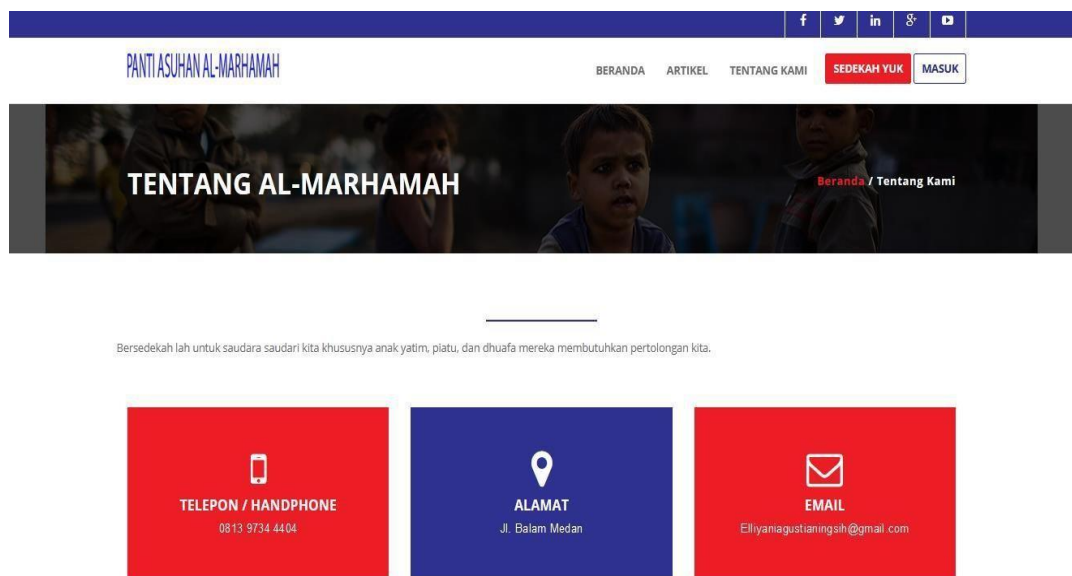 PANTI ASUHAN AL-MARHAMAH
BERANDA ARTIKEL TENTANG KAMI SEDEKAH YUK MASUK
TENTANG AL-MARHAMAH
Beranda / Tentang Kami
Bersedekah lah untuk saudara saudari kita khususnya anak yatim, piatu, dan dhuafa mereka membutuhkan pertolongan kita.
TELEPON / HANDPHONE
0813 9734 4404
ALAMAT
Jl. Balam Medan
EMAIL
Elliyaniagustianingsih@gmail.com